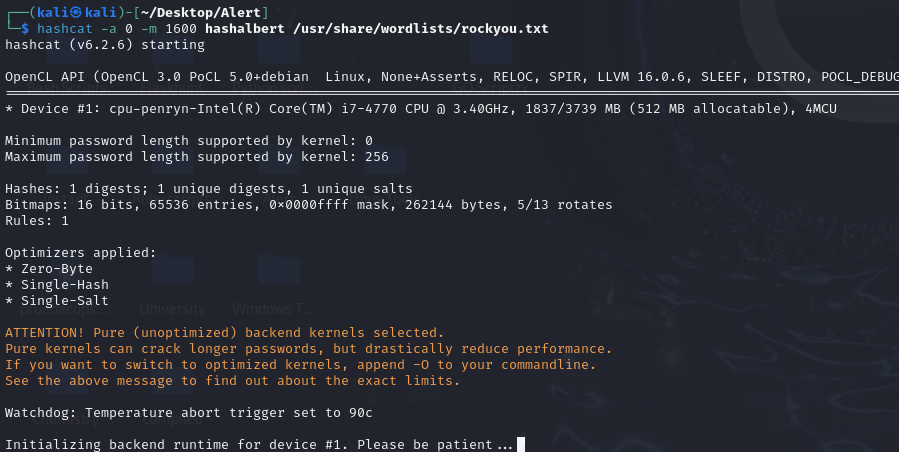 ┌──(kali㉿kali)-[~/Desktop/Alert]
└─$ hashcat -a 0 -m 1600 hashalbert /usr/share/wordlists/rockyou.txt
hashcat (v6.2.6) starting
OpenCL API (OpenCL 3.0 PoCL 5.0+debian  Linux, None+Asserts, RELOC, SPIR, LLVM 16.0.6, SLEEF, DISTRO, POCL_DEBUG
* Device #1: cpu-penryn-Intel(R) Core(TM) i7-4770 CPU @ 3.40GHz, 1837/3739 MB (512 MB allocatable), 4MCU
Minimum password length supported by kernel: 0
Maximum password length supported by kernel: 256
Hashes: 1 digests; 1 unique digests, 1 unique salts
Bitmaps: 16 bits, 65536 entries, 0x0000ffff mask, 262144 bytes, 5/13 rotates
Rules: 1
Optimizers applied:
* Zero-Byte
* Single-Hash
* Single-Salt
University
Windows T...
ATTENTION! Pure (unoptimized) backend kernels selected.
Pure kernels can crack longer passwords, but drastically reduce performance.
If you want to switch to optimized kernels, append -O to your commandline.
See the above message to find out about the exact limits.
Watchdog: Temperature abort trigger set to 90c
Chemistry
compiled
Initializing backend runtime for device #1. Please be patient...